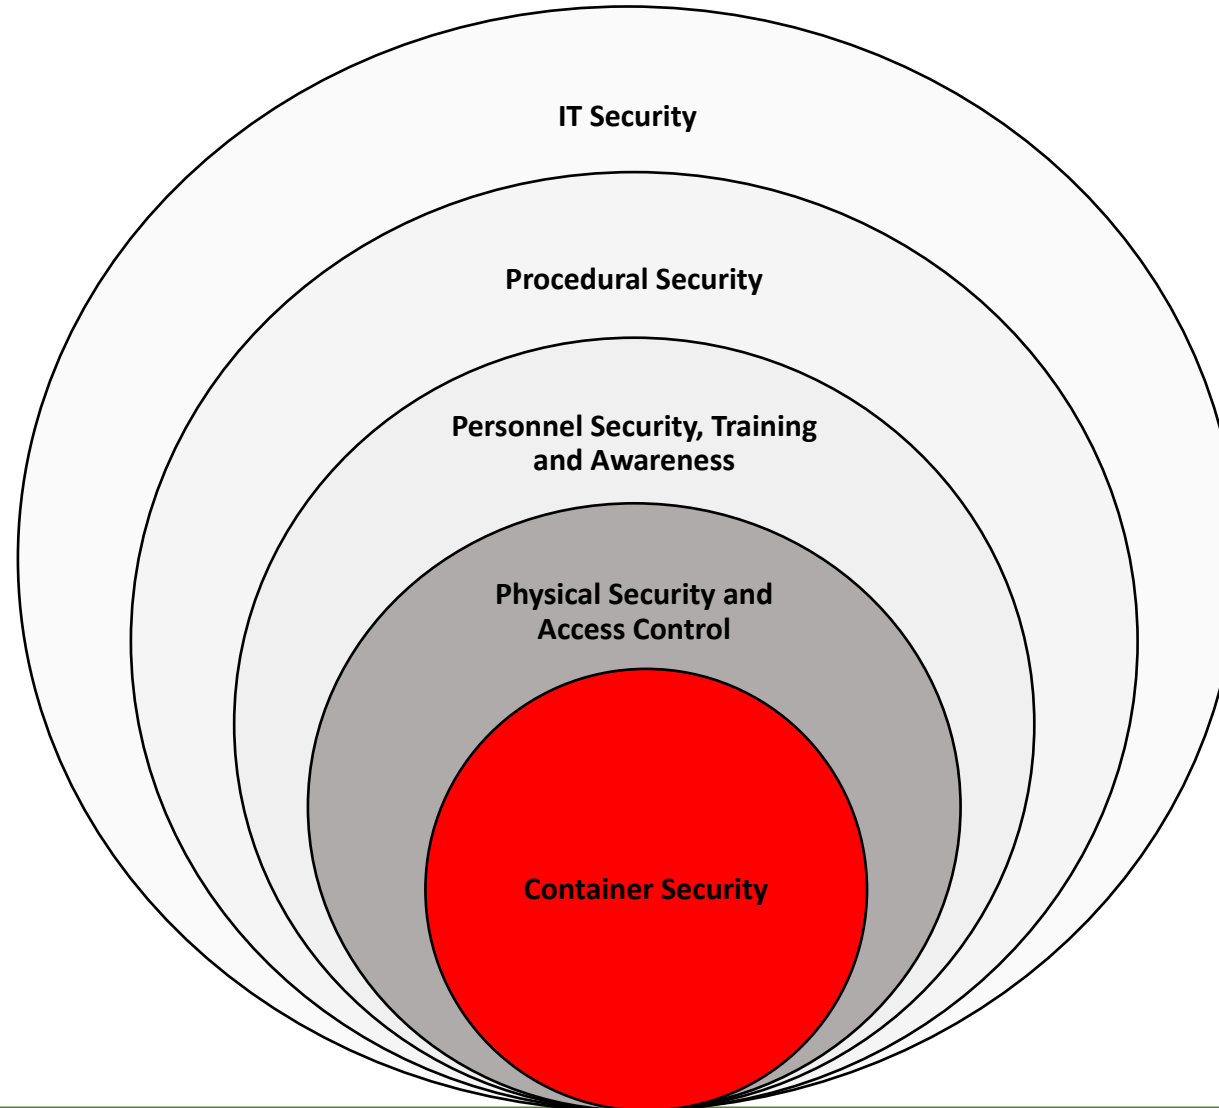 IT Security
Procedural Security
Personnel Security, Training
and Awareness
Physical Security and
Access Control
Container Security